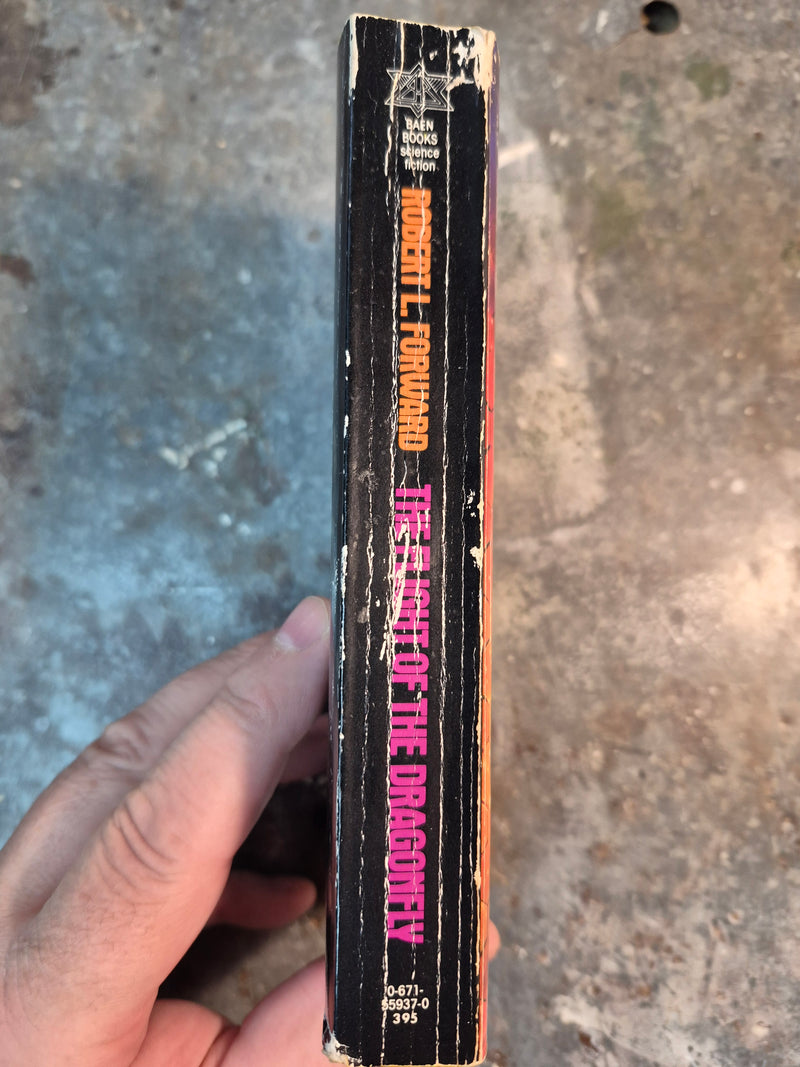 BAEN
BOOKS
science
fiction
ROBERT L. FORWARD
THE FLIGHT OF THE DRAGONFLY
0-671-
55937-0
395